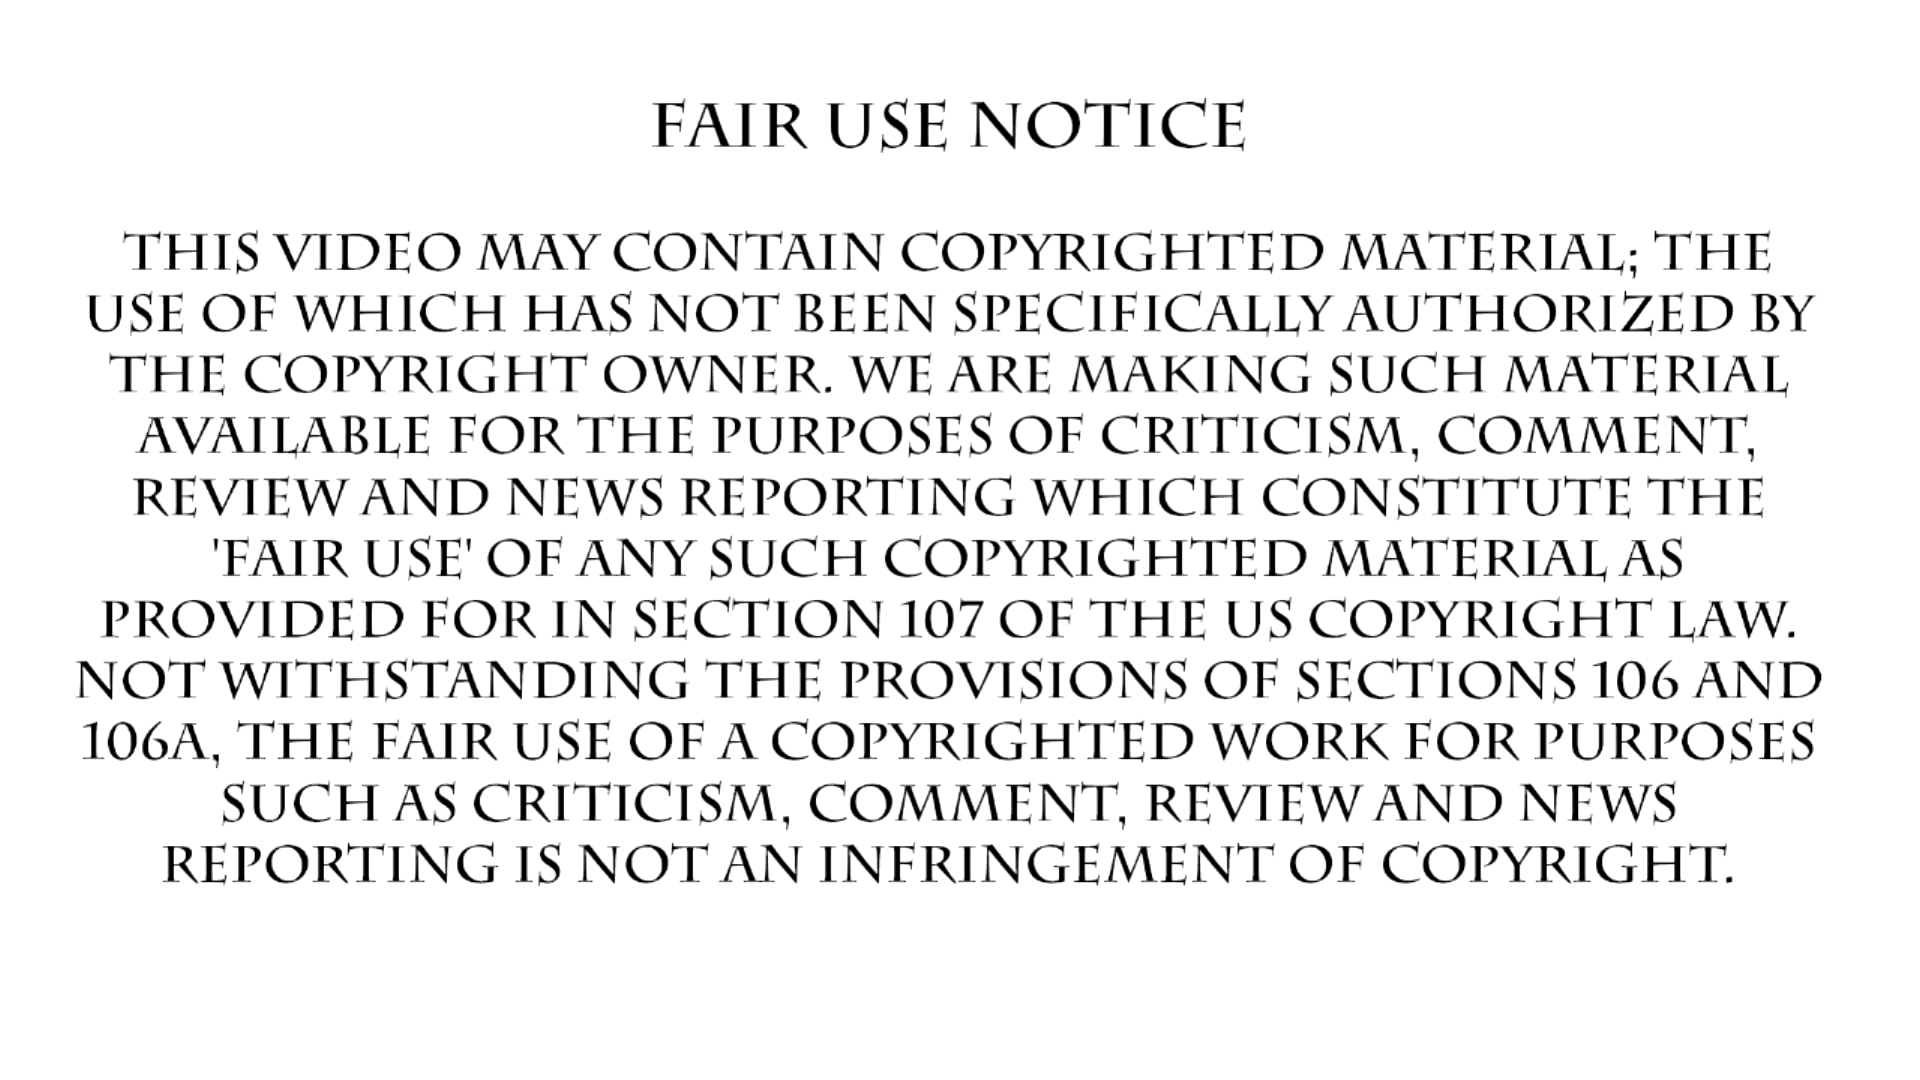 FAIR USE NOTICE
THIS VIDEO MAY CONTAIN COPYRIGHTED MATERIAL; THE
USE OF WHICH HAS NOT BEEN SPECIFICALLY AUTHORIZED BY
THE COPYRIGHT OWNER. WE ARE MAKING SUCH MATERIAL
AVAILABLE FOR THE PURPOSES OF CRITICISM, COMMENT,
REVIEW AND NEWS REPORTING WHICH CONSTITUTE THE
'FAIR USE' OF ANY SUCH COPYRIGHTED MATERIAL AS
PROVIDED FOR IN SECTION 107 OF THE US COPYRIGHT LAW.
NOT WITHSTANDING THE PROVISIONS OF SECTIONS 106 AND
106A, THE FAIR USE OF A COPYRIGHTED WORK FOR PURPOSES
SUCH AS CRITICISM, COMMENT, REVIEW AND NEWS
REPORTING IS NOT AN INFRINGEMENT OF COPYRIGHT.